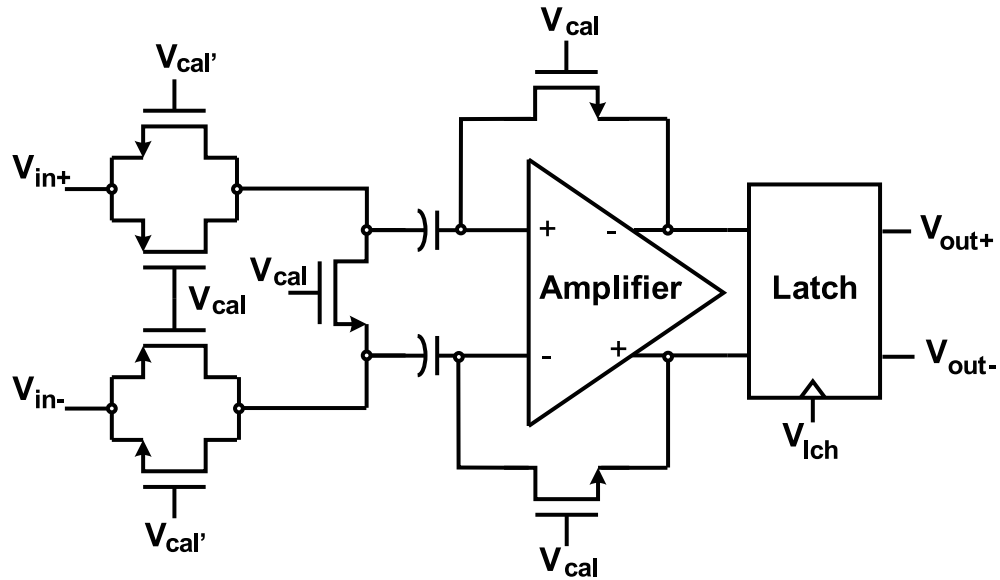 Vcal
Vcal'
Vin+
+
-
Vout+
Vcal
Vcal
Amplifier
Latch
-
+
Vin-
Vout-
Vlch
Vcal'
Vcal